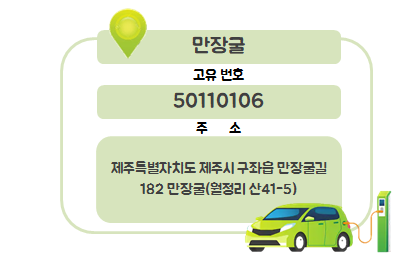 만장굴
고유 번호
50110106
주 소
제주특별자치도 제주시 구좌읍 만장굴길
182 만장굴(월정리 산41-5)